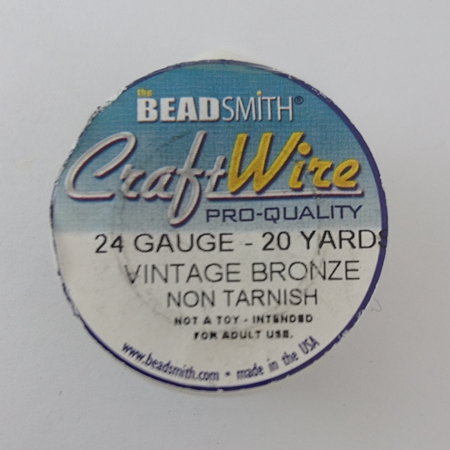 the
BEADSMITH®
CraftWire
PRO-QUALITY
24 GAUGE - 20 YARDS
VINTAGE BRONZE
NON TARNISH
NOT A TOY - INTENDED
FOR ADULT USE.
www.beadsmith.com • made in the USA